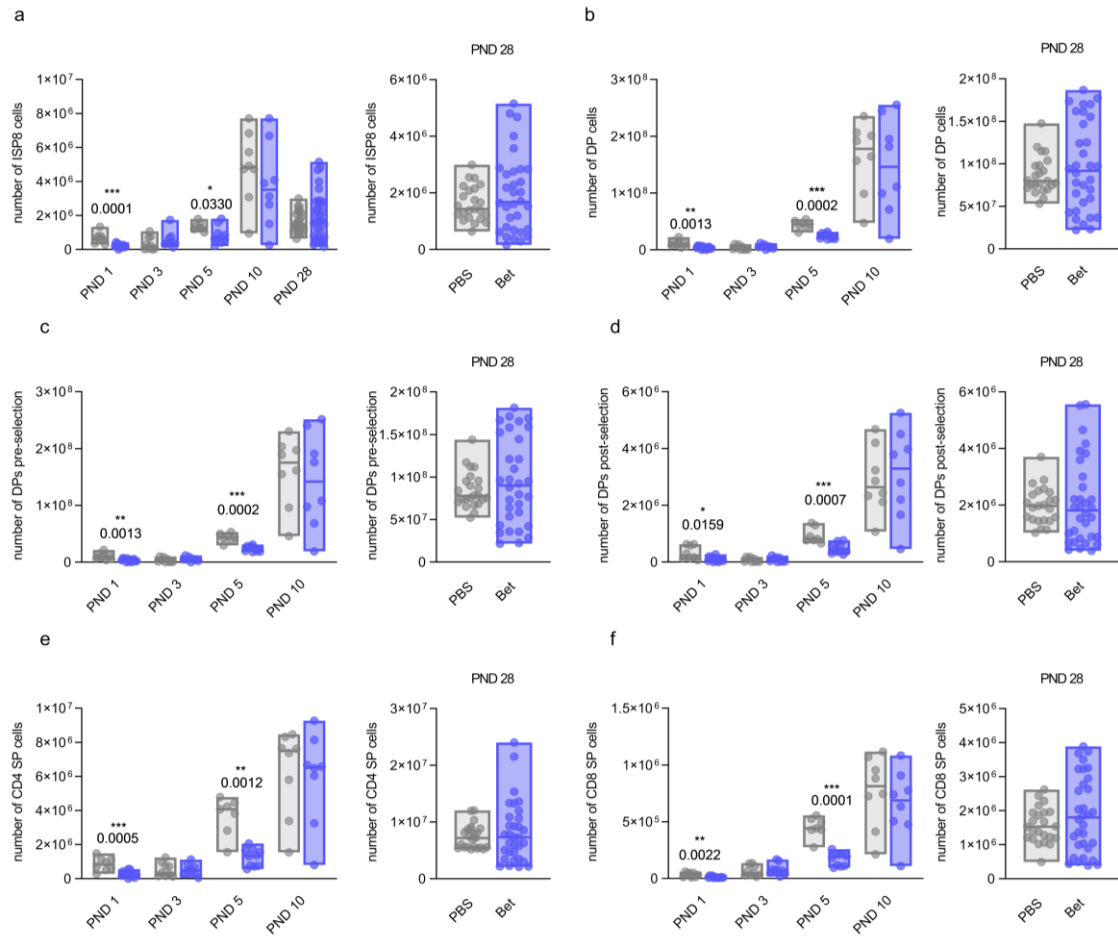 a
number of ISP8 cells
1×10⁷
8×10⁶
6×10⁶
4×10⁶
2×10⁶
0
***
0.0001
*
0.0330
PND 1
PND 3
PND 5
PND 10
PND 28
PND 28
number of ISP8 cells
6×10⁶
4×10⁶
2×10⁶
0
PBS
Bet
b
number of DP cells
3×10⁸
2×10⁸
1×10⁸
0
**
0.0013
***
0.0002
PND 1
PND 3
PND 5
PND 10
PND 28
number of DP cells
2×10⁸
1.5×10⁸
1×10⁸
5×10⁷
0
PBS
Bet
c
number of DPs pre-selection
3×10⁸
2×10⁸
1×10⁸
0
**
0.0013
***
0.0002
PND 1
PND 3
PND 5
PND 10
PND 28
number of DPs pre-selection
2×10⁸
1.5×10⁸
1×10⁸
5×10⁷
0
PBS
Bet
d
number of DPs post-selection
6×10⁶
4×10⁶
2×10⁶
0
*
0.0159
***
0.0007
PND 1
PND 3
PND 5
PND 10
PND 28
number of DPs post-selection
6×10⁶
4×10⁶
2×10⁶
0
PBS
Bet
e
number of CD4 SP cells
1×10⁷
8×10⁶
6×10⁶
4×10⁶
2×10⁶
0
***
0.0005
**
0.0012
PND 1
PND 3
PND 5
PND 10
PND 28
number of CD4 SP cells
3×10⁷
2×10⁷
1×10⁷
0
PBS
Bet
f
number of CD8 SP cells
1.5×10⁶
1×10⁶
5×10⁵
0
**
0.0022
***
0.0001
PND 1
PND 3
PND 5
PND 10
PND 28
number of CD8 SP cells
5×10⁶
4×10⁶
3×10⁶
2×10⁶
1×10⁶
0
PBS
Bet